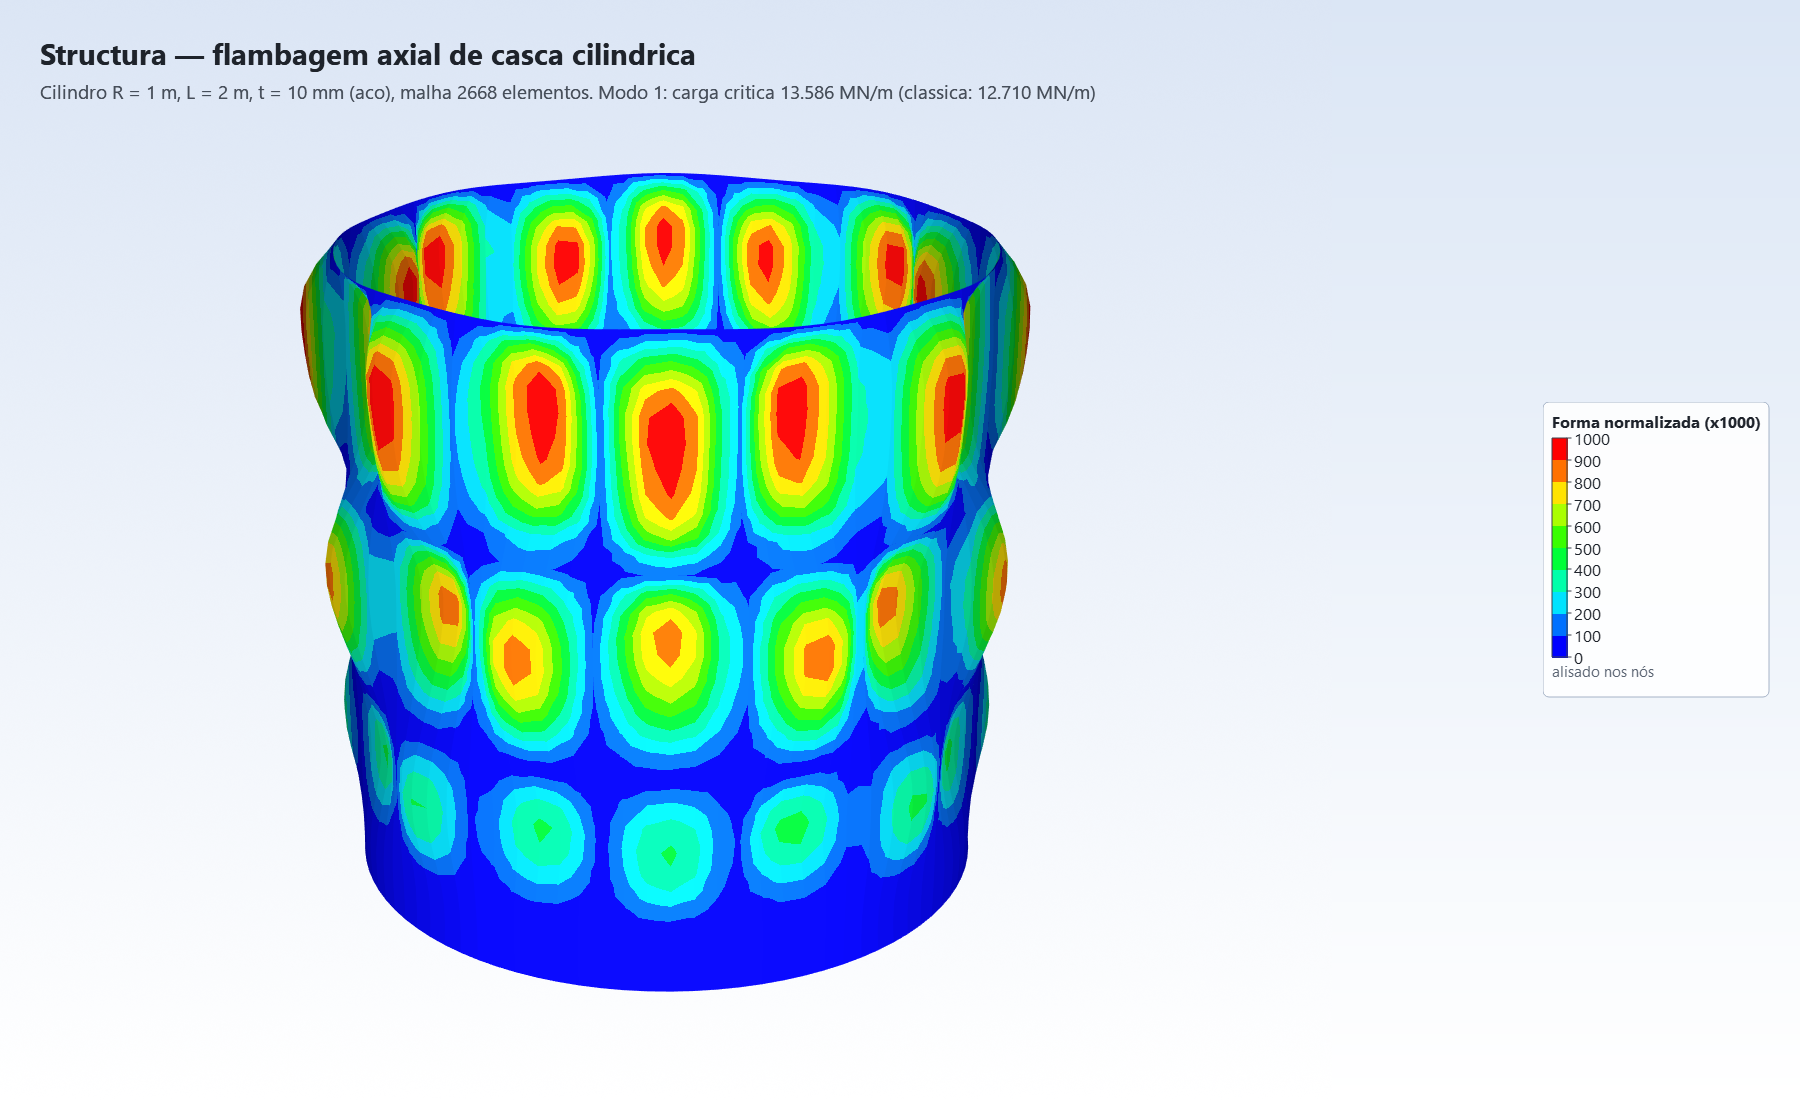 Structura — flambagem axial de casca cilindrica
Cilindro R = 1 m, L = 2 m, t = 10 mm (aco), malha 2668 elementos. Modo 1: carga critica 13.586 MN/m (classica: 12.710 MN/m)
Forma normalizada (x1000)
1000
900
800
700
600
500
400
300
200
100
0
alisado nos nós